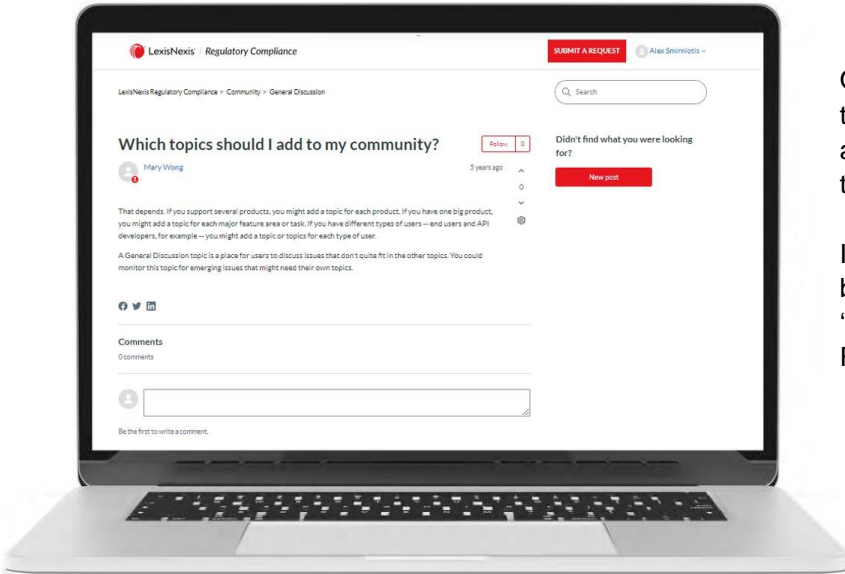 LexisNexis | Regulatory Compliance
SUBMIT A REQUEST
Alex Smirniotis
LexisNexis Regulatory Compliance > Community > General Discussion
Search
Which topics should I add to my community?
Follow 0
Mary Wong
5 years ago
0
Didn't find what you were looking
for?
New post
That depends. If you support several products, you might add a topic for each product. If you have one big product,
you might add a topic for each major feature area or task. If you have different types of users -- end users and API
developers, for example -- you might add a topic or topics for each type of user.
A General Discussion topic is a place for users to discuss issues that don't quite fit in the other topics. You could
monitor this topic for emerging issues that might need their own topics.
Comments
0 comments
Be the first to write a comment.